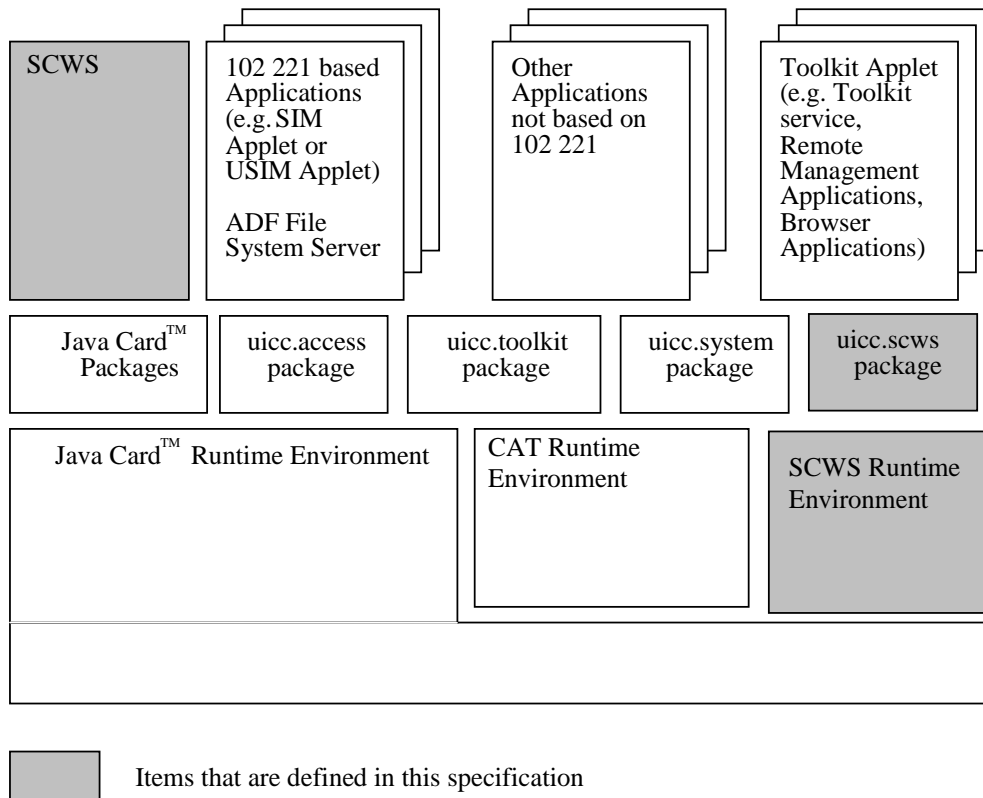 SCWS
102 221 based
Applications
(e.g. SIM
Applet or
USIM Applet)
ADF File
System Server
Other
Applications
not based on
102 221
Toolkit Applet
(e.g. Toolkit
service,
Remote
Management
Applications,
Browser
Applications)
Java Card™
Packages
uicc.access
package
uicc.toolkit
package
uicc.system
package
uicc.scws
package
Java Card™ Runtime Environment
CAT Runtime
Environment
SCWS Runtime
Environment
Items that are defined in this specification